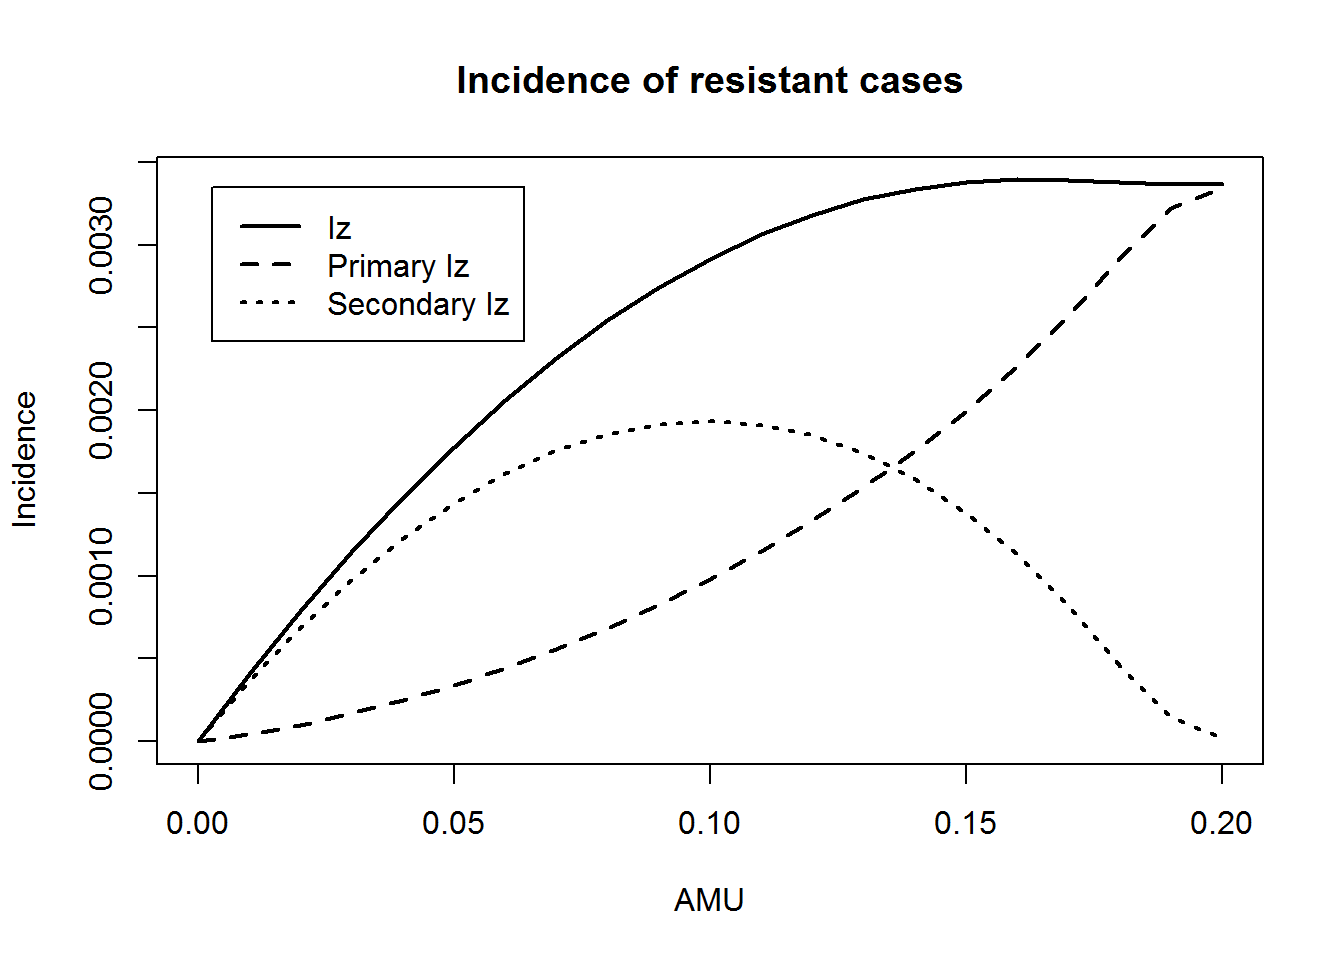 Incidence of resistant cases
Iz
Primary Iz
Secondary Iz
Incidence
0.0030
0.0020
0.0010
0.0000
0.00 0.05 0.10 0.15 0.20
AMU